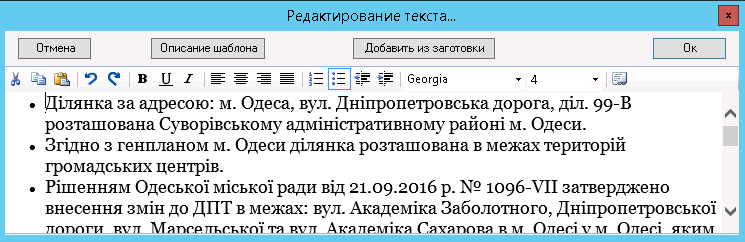 Редактирование текста...
Отмена Описание шаблона Добавить из заготовки Ок
B U I Georgia 4
• Ділянка за адресою: м. Одеса, вул. Дніпропетровська дорога, діл. 99-В
розташована Суворівському адміністративному районі м. Одеси.
• Згідно з генпланом м. Одеси ділянка розташована в межах територій
громадських центрів.
• Рішенням Одеської міської ради від 21.09.2016 р. № 1096-VII затверджено
внесення змін до ДПТ в межах: вул. Академіка Заболотного, Дніпропетровської
дороги, вул. Марсельської та вул. Академіка Сахарова в м. Одесі у м. Одесі, яким